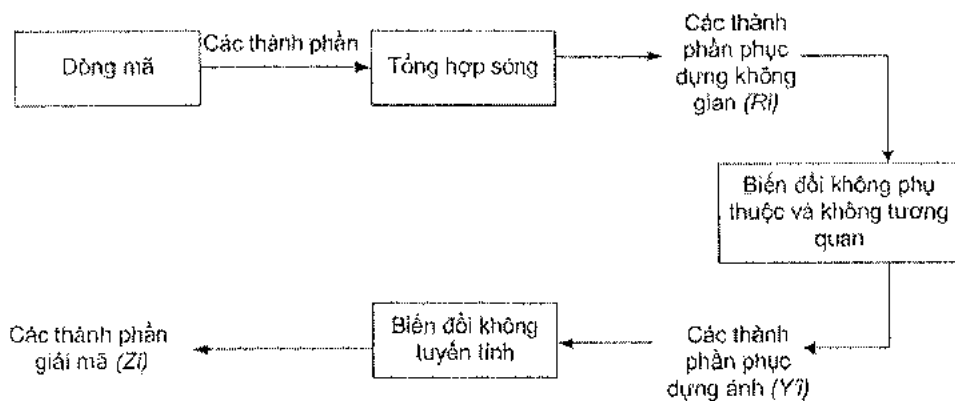 Dòng mã
Các thành phần
Tổng hợp sóng
Các thành
phần phục
dựng không
gian (Ri)
Biến đổi không phụ
thuộc và không tương
quan
Các thành
phần phục
dựng ảnh (Yi)
Biến đổi không
tuyến tính
Các thành phần
giải mã (Zi)